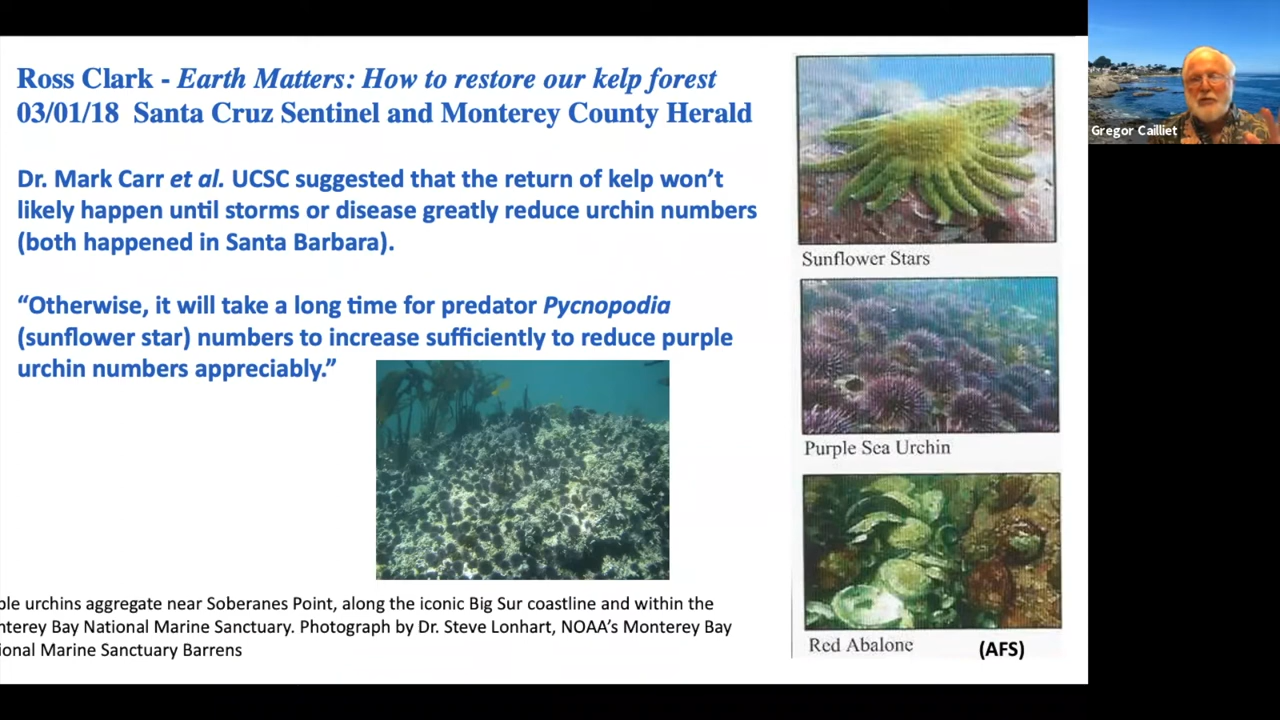 Ross Clark - Earth Matters: How to restore our kelp forest
03/01/18 Santa Cruz Sentinel and Monterey County Herald
Dr. Mark Carr et al. UCSC suggested that the return of kelp won’t
likely happen until storms or disease greatly reduce urchin numbers
(both happened in Santa Barbara).
“Otherwise, it will take a long time for predator Pycnopodia
(sunflower star) numbers to increase sufficiently to reduce purple
urchin numbers appreciably.”
ple urchins aggregate near Soberanes Point, along the iconic Big Sur coastline and within the
nterey Bay National Marine Sanctuary. Photograph by Dr. Steve Lonhart, NOAA’s Monterey Bay
ional Marine Sanctuary Barrens
Sunflower Stars
Purple Sea Urchin
Red Abalone
(AFS)
Gregor Cailliet